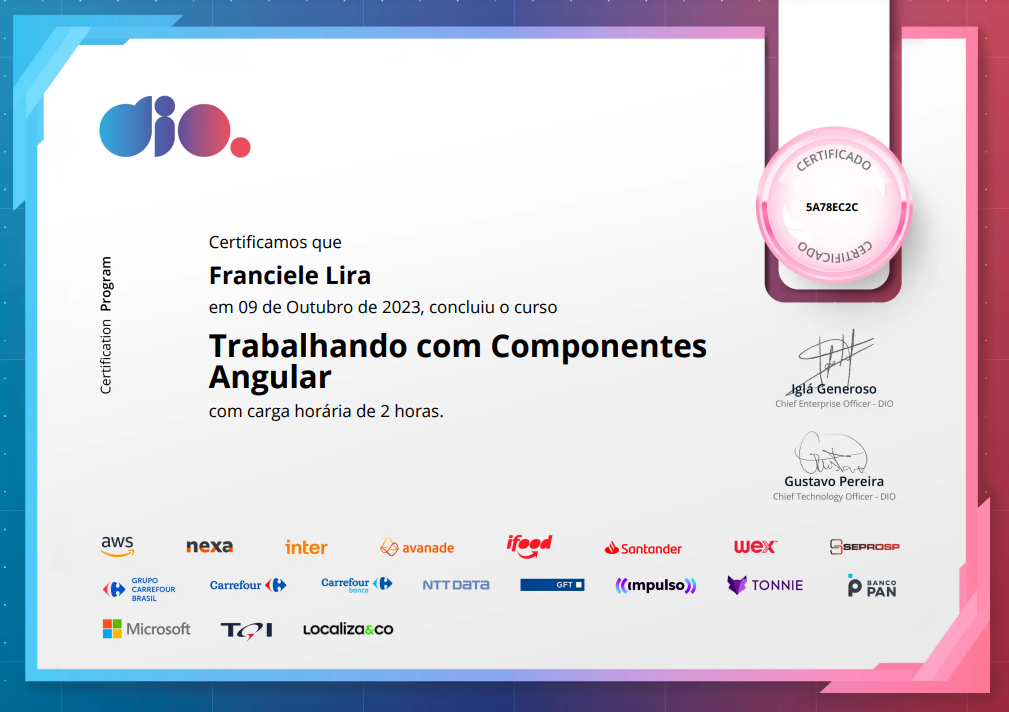 dio.
CERTIFICADO
5A78EC2C
CERTIFICADO
Certification Program
Certificamos que
Franciele Lira
em 09 de Outubro de 2023, concluiu o curso
Trabalhando com Componentes
Angular
com carga horária de 2 horas.
Iglá Generoso
Chief Enterprise Officer - DIO
Gustavo Pereira
Chief Technology Officer - DIO
aws nexa inter avanade ifood Santander wex SEPROSP
GRUPO
CARREFOUR
BRASIL
Carrefour
Carrefour
banco
NTT DATA
GFT
impulso
TONNIE
BANCO
PAN
Microsoft TQI LOCALIZA&CO